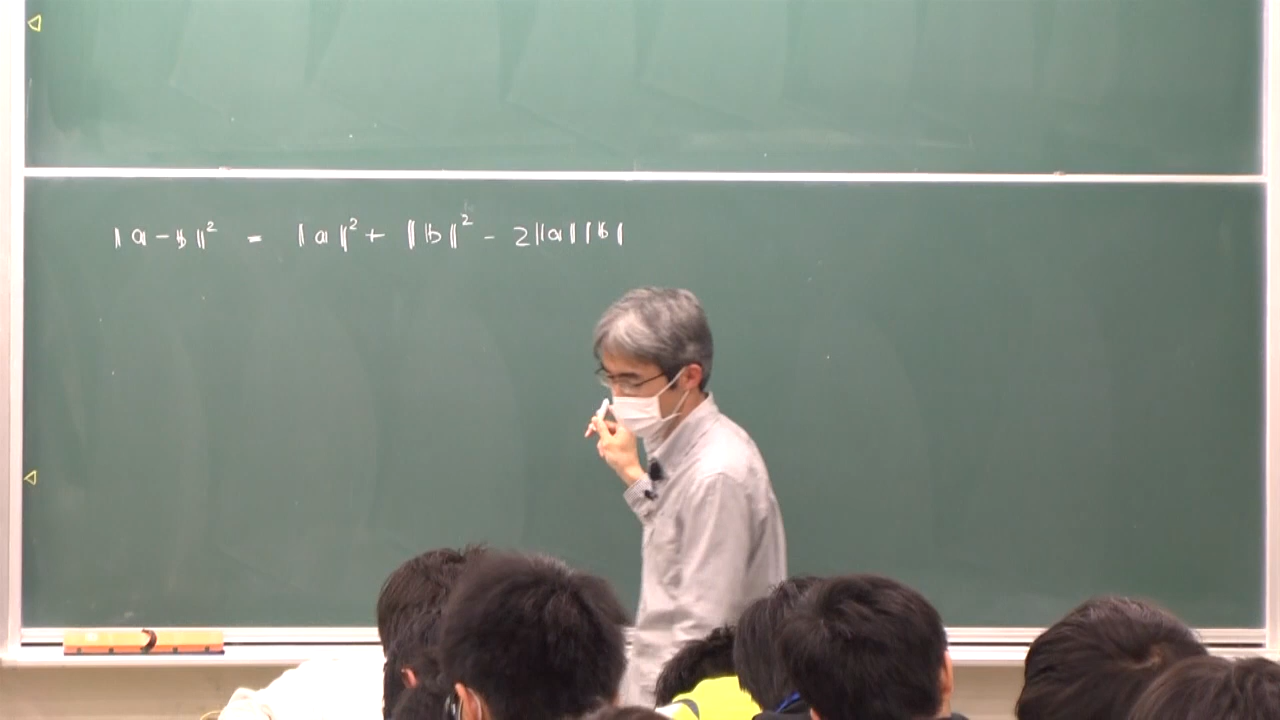 ‖𝕒 − 𝕓‖² = ‖𝕒‖² + ‖𝕓‖² − 2‖𝕒‖‖𝕓‖